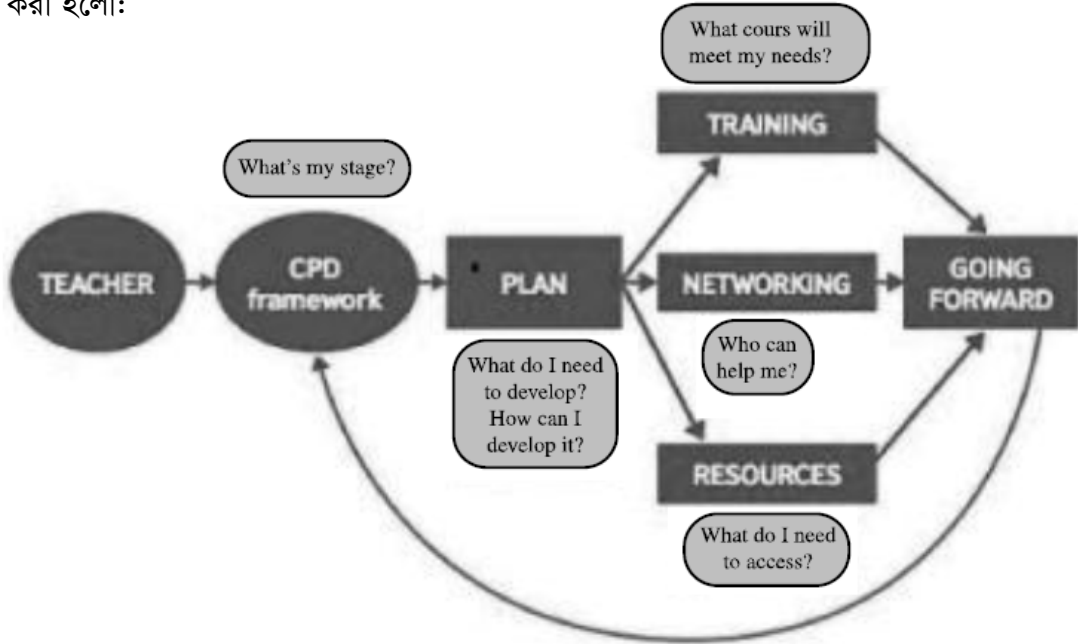 করা হলো:
What cours will
meet my needs?
TRAINING
What's my stage?
TEACHER
CPD
framework
PLAN
NETWORKING
GOING
FORWARD
What do I need
to develop?
How can I
develop it?
Who can
help me?
RESOURCES
What do I need
to access?